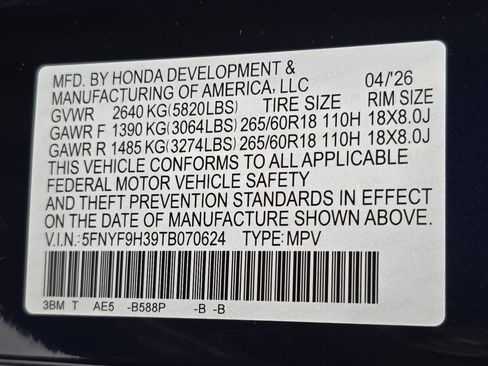 MFD. BY HONDA DEVELOPMENT &
MANUFACTURING OF AMERICA, LLC 04/'26
GVWR 2640 KG(5820LBS) TIRE SIZE RIM SIZE
GAWR F 1390 KG(3064LBS) 265/60R18 110H 18X8.0J
GAWR R 1485 KG(3274LBS) 265/60R18 110H 18X8.0J
THIS VEHICLE CONFORMS TO ALL APPLICABLE
FEDERAL MOTOR VEHICLE SAFETY
AND THEFT PREVENTION STANDARDS IN EFFECT
ON THE DATE OF MANUFACTURE SHOWN ABOVE.
V.I.N.:5FNYF9H39TB070624 TYPE:MPV
3BM T AE5 -B588P -B -B